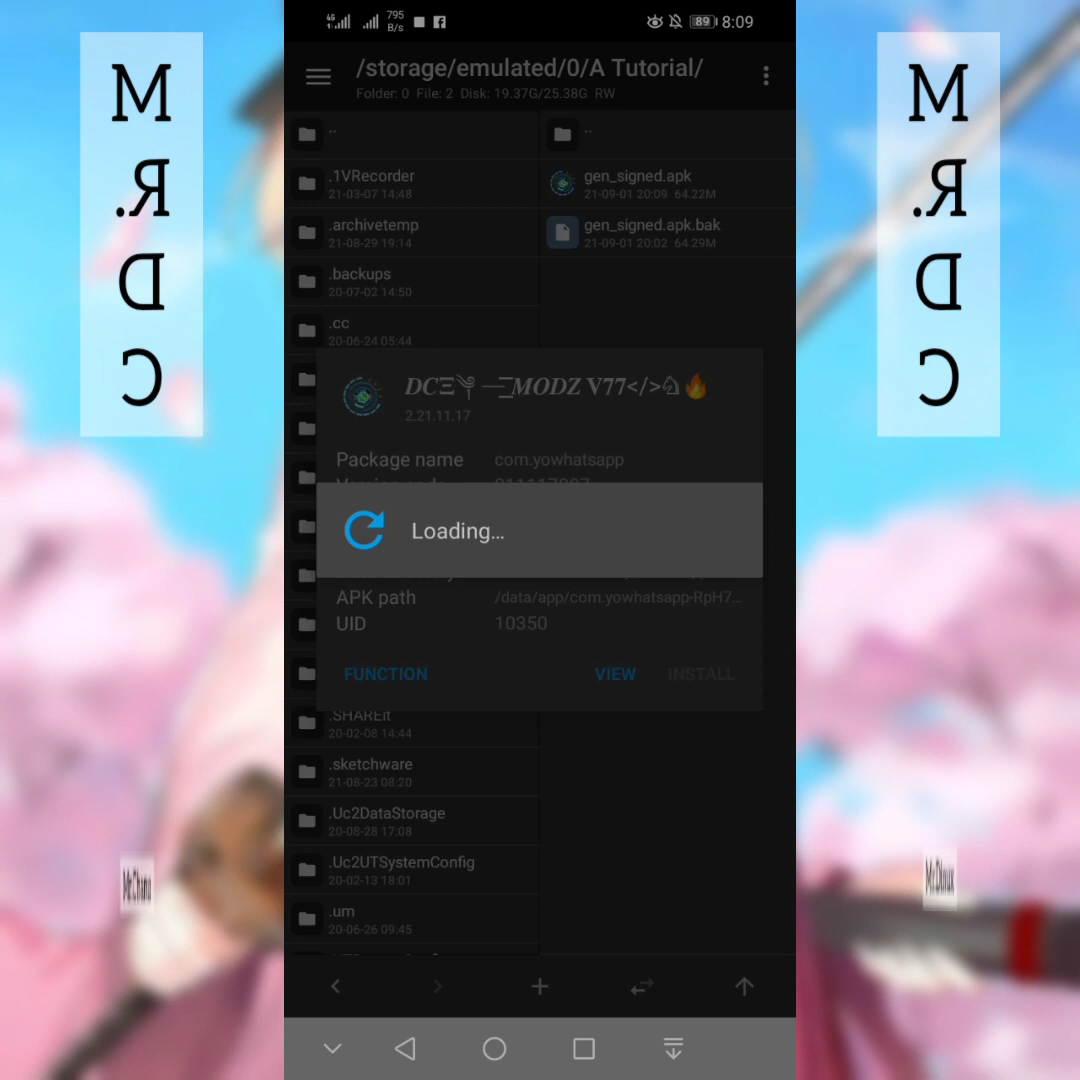 M
.Я
D
C
Mr.Chanu
4G 795 B/s 89 8:09
/storage/emulated/0/A Tutorial/
Folder: 0 File: 2 Disk: 19.37G/25.38G RW
..
.1VRecorder
21-03-07 14:48
.archivetemp
21-08-29 19:14
.backups
20-07-02 14:50
.cc
20-06-24 05:44
..
gen_signed.apk
21-09-01 20:09 64.22M
gen_signed.apk.bak
21-09-01 20:02 64.29M
MODZ V77</>♘🔥
2.21.11.17
Package name com.yowhatsapp
Loading...
APK path /data/app/com.yowhatsapp-RpH7...
UID 10350
FUNCTION VIEW INSTALL
.SHAREit
20-02-08 14:44
.sketchware
21-08-23 08:20
.Uc2DataStorage
20-08-28 17:08
.Uc2UTSystemConfig
20-02-13 18:01
.um
20-06-26 09:45
M
.Я
D
C